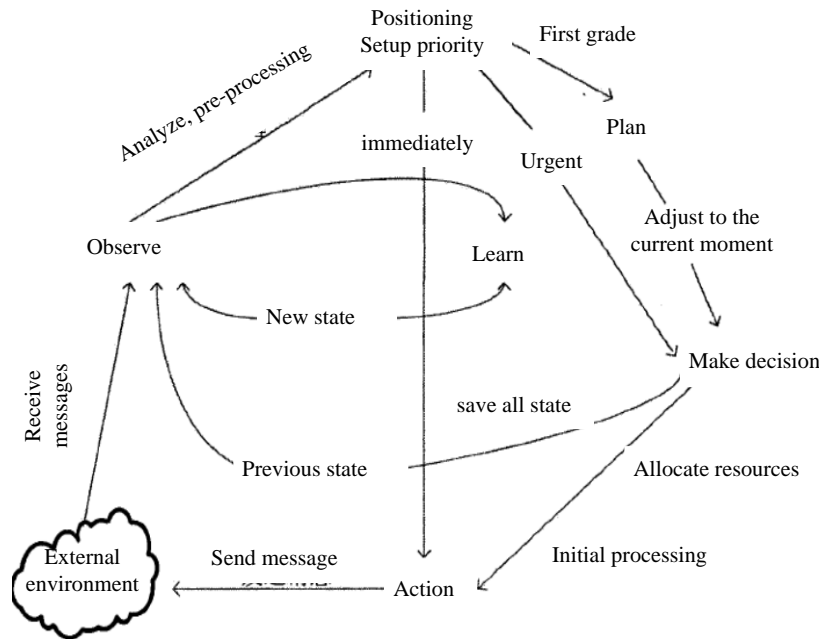 Positioning
Setup priority
First grade
Analyze, pre-processing
Plan
immediately
Urgent
Adjust to the
current moment
Observe
Learn
New state
Make decision
Receive
messages
save all state
Previous state
Allocate resources
External
environment
Send message
Initial processing
Action